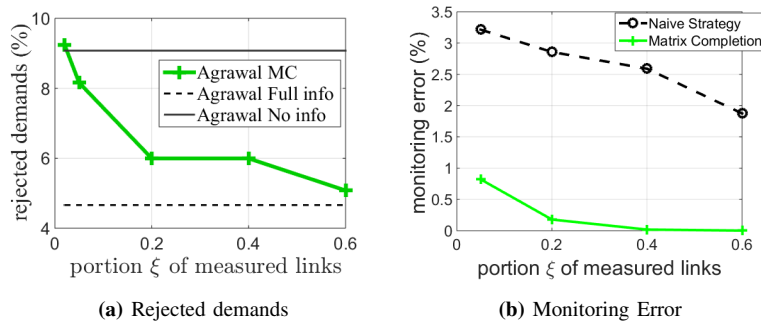 rejected demands (%)
10
8
6
4
0
0.2
0.4
0.6
Agrawal MC
Agrawal Full info
Agrawal No info
portion ξ of measured links
(a) Rejected demands
monitoring error (%)
3.5
3
2.5
2
1.5
1
0.5
0
0
0.2
0.4
0.6
Naive Strategy
Matrix Completion
portion ξ of measured links
(b) Monitoring Error